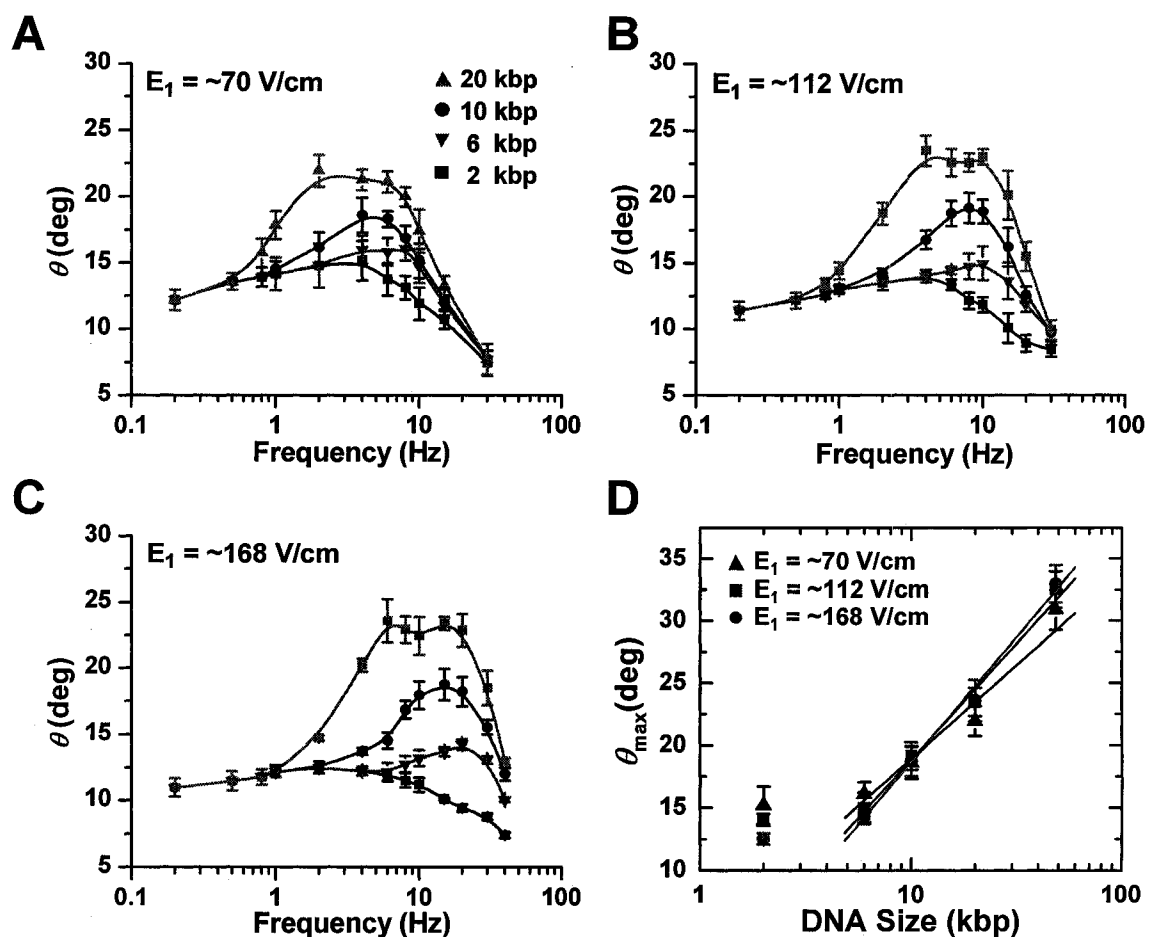 A
E₁ = ~70 V/cm
20 kbp
10 kbp
6 kbp
2 kbp
θ (deg)
30
25
20
15
10
5
0.1
1
10
100
Frequency (Hz)
B
E₁ = ~112 V/cm
θ (deg)
30
25
20
15
10
5
0.1
1
10
100
Frequency (Hz)
C
E₁ = ~168 V/cm
θ (deg)
30
25
20
15
10
5
0.1
1
10
100
Frequency (Hz)
D
E₁ = ~70 V/cm
E₁ = ~112 V/cm
E₁ = ~168 V/cm
θmax(deg)
35
30
25
20
15
10
1
10
100
DNA Size (kbp)